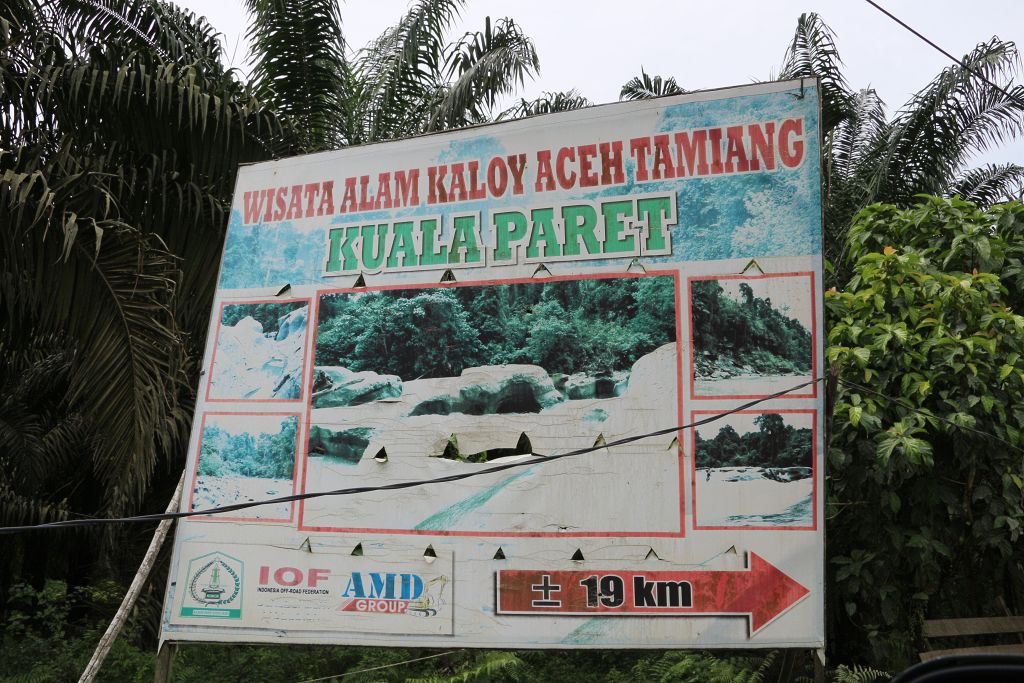 WISATA ALAM KALOY ACEH TAMIANG
KUALA PARET
IOF
INDONESIA OFF-ROAD FEDERATION
AMD
GROUP
± 19 km